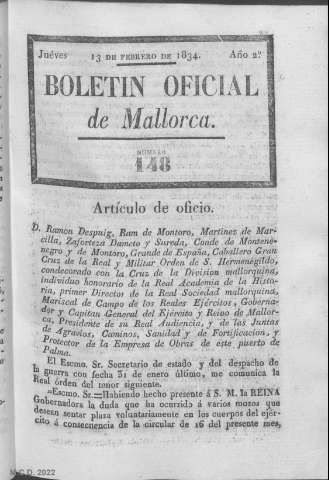 Jueves 13 DE FEBRERO DE 1834. Año 2º
BOLETIN OFICIAL
de Mallorca.
NÚMERO
148
Artículo de oficio.
D. Ramon Despuig, Ram de Montoro, Martinez de Mar-
cilla, Zaforteza Dameto y Sureda, Conde de Montene-
negro y de Montoro, Grande de España, Caballero Gran
Cruz de la Real y Militar Orden de S. Hermenegildo,
condecorado con la Cruz de la Division mallorquina,
individuo honorario de la Real Academia de la Histo-
ria, primer Director de la Real Sociedad mallorquina,
Mariscal de Campo de los Reales Ejércitos, Goberna-
dor y Capitan General del Ejército y Reino de Mallor-
ca, Presidente de su Real Audiencia, y de las Juntas
de Agravios, Caminos, Sanidad y de Fortificacion, y
Protector de la Empresa de Obras de este puerto de
Palma.
El Escmo. Sr. Secretario de estado y del despacho de
la guerra con fecha 31 de enero último, me comunica la
Real órden del tenor siguiente.
=Escmo. Sr.=Habiendo hecho presente á S. M. la REINA
Gobernadora la duda que ha ocurrido á varios mozos que
desean sentar plaza voluntariamente en los cuerpos del ejér-
cito á consecuencia de la circular de 16 del presente mes,
M.C.D. 2022